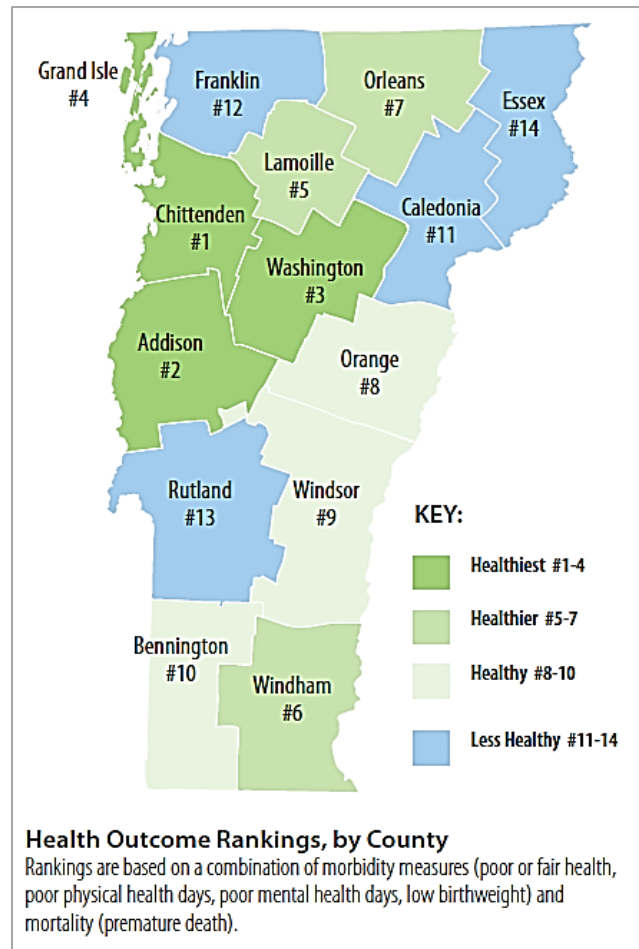 Grand Isle
#4
Franklin
#12
Orleans
#7
Essex
#14
Lamoille
#5
Chittenden
#1
Caledonia
#11
Washington
#3
Addison
#2
Orange
#8
Rutland
#13
Windsor
#9
Bennington
#10
Windham
#6
KEY:
Healthiest #1-4
Healthier #5-7
Healthy #8-10
Less Healthy #11-14
Health Outcome Rankings, by County
Rankings are based on a combination of morbidity measures (poor or fair health,
poor physical health days, poor mental health days, low birthweight) and
mortality (premature death).